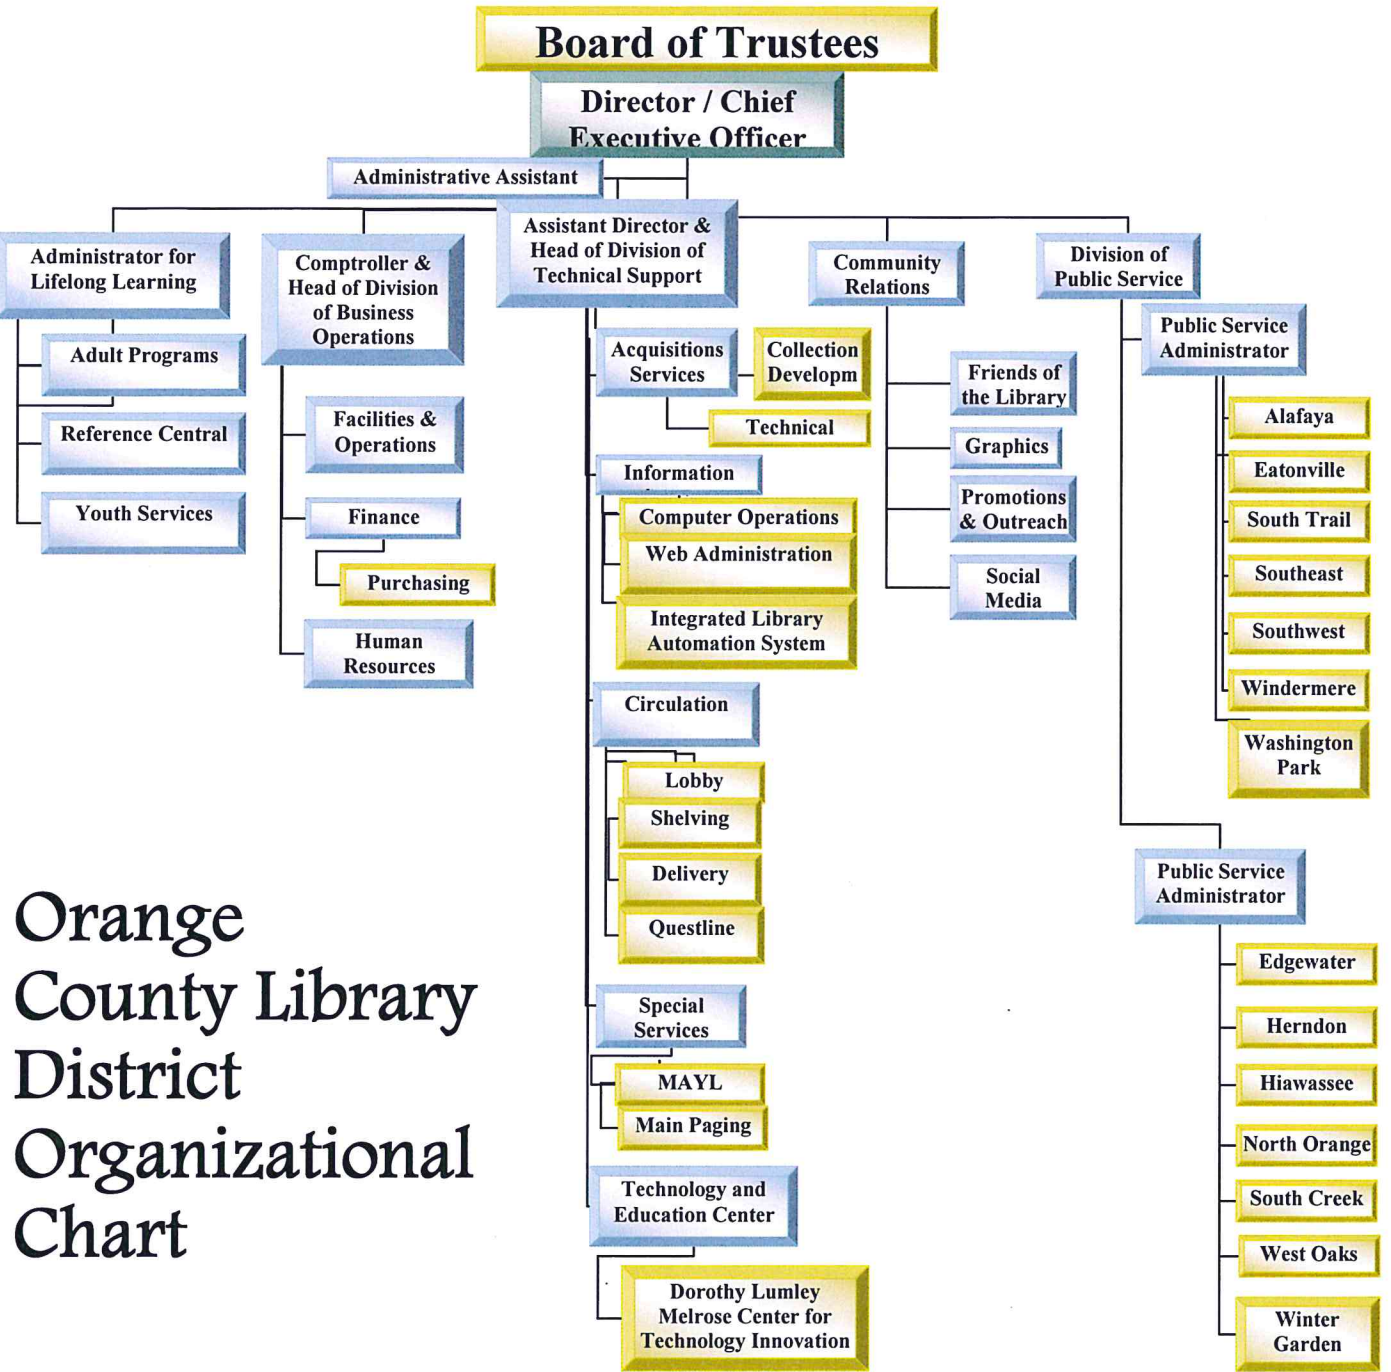 Board of Trustees
Director / Chief
Executive Officer
Administrative Assistant
Administrator for
Lifelong Learning
Adult Programs
Reference Central
Youth Services
Comptroller &
Head of Division
of Business
Operations
Facilities &
Operations
Finance
Purchasing
Human
Resources
Assistant Director &
Head of Division of
Technical Support
Acquisitions
Services
Collection
Developm
Technical
Information
Computer Operations
Web Administration
Integrated Library
Automation System
Circulation
Lobby
Shelving
Delivery
Questline
Special
Services
MAYL
Main Paging
Technology and
Education Center
Dorothy Lumley
Melrose Center for
Technology Innovation
Community
Relations
Friends of
the Library
Graphics
Promotions
& Outreach
Social
Media
Division of
Public Service
Public Service
Administrator
Alafaya
Eatonville
South Trail
Southeast
Southwest
Windermere
Washington
Park
Public Service
Administrator
Edgewater
Herndon
Hiawassee
North Orange
South Creek
West Oaks
Winter
Garden
Orange
County Library
District
Organizational
Chart